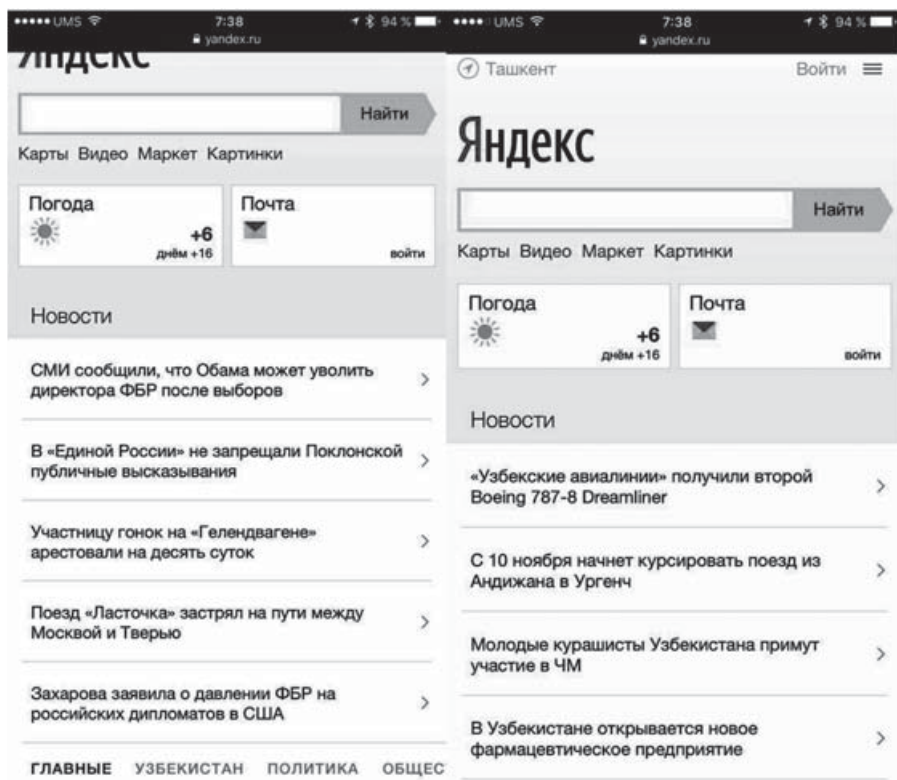 UMS 7:38 94 %
yandex.ru
Яндекс
Найти
Карты Видео Маркет Картинки
Погода
+6
днём +16
Почта
войти
Новости
СМИ сообщили, что Обама может уволить
директора ФБР после выборов
В «Единой России» не запрещали Поклонской
публичные высказывания
Участницу гонок на «Гелендвагене»
арестовали на десять суток
Поезд «Ласточка» застрял на пути между
Москвой и Тверью
Захарова заявила о давлении ФБР на
российских дипломатов в США
ГЛАВНЫЕ УЗБЕКИСТАН ПОЛИТИКА ОБЩЕС
UMS 7:38 94 %
yandex.ru
Ташкент Войти
Яндекс
Найти
Карты Видео Маркет Картинки
Погода
+6
днём +16
Почта
войти
Новости
«Узбекские авиалинии» получили второй
Boeing 787-8 Dreamliner
С 10 ноября начнет курсировать поезд из
Андижана в Ургенч
Молодые курашисты Узбекистана примут
участие в ЧМ
В Узбекистане открывается новое
фармацевтическое предприятие